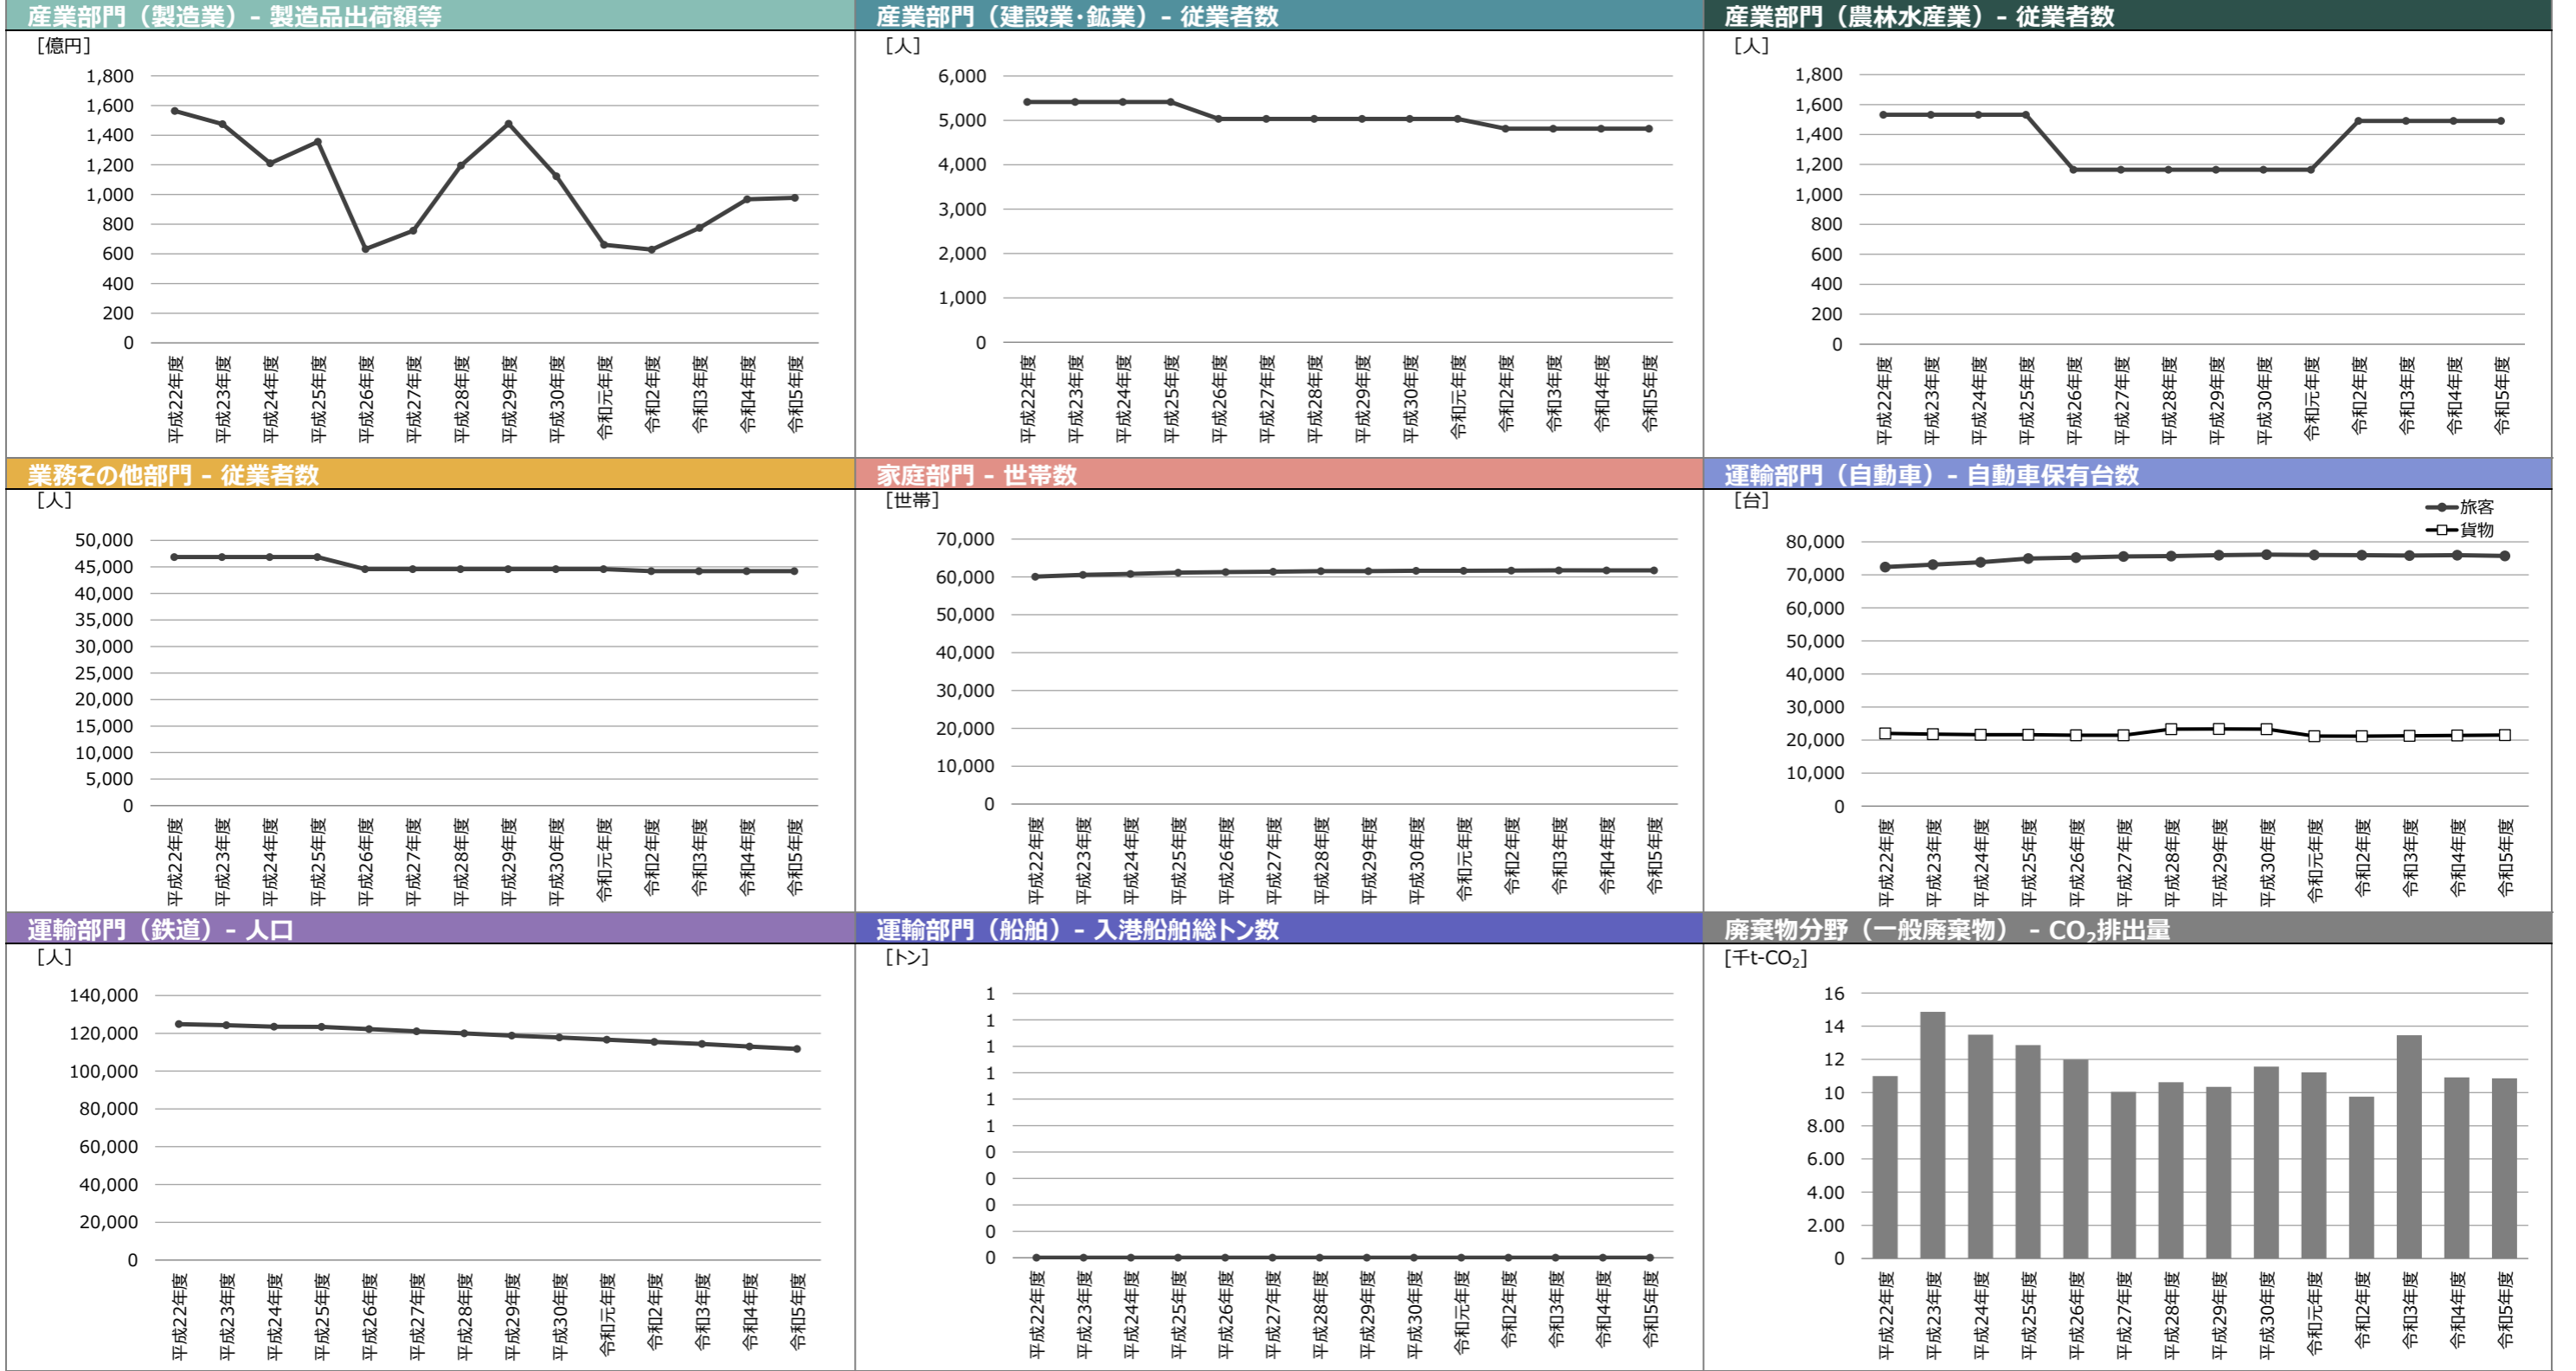 産業部門（製造業）- 製造品出荷額等
[億円]
1,800
1,600
1,400
1,200
1,000
800
600
400
200
0
平成22年度
平成23年度
平成24年度
平成25年度
平成26年度
平成27年度
平成28年度
平成29年度
平成30年度
令和元年度
令和2年度
令和3年度
令和4年度
令和5年度
産業部門（建設業･鉱業）- 従業者数
[人]
6,000
5,000
4,000
3,000
2,000
1,000
0
平成22年度
平成23年度
平成24年度
平成25年度
平成26年度
平成27年度
平成28年度
平成29年度
平成30年度
令和元年度
令和2年度
令和3年度
令和4年度
令和5年度
産業部門（農林水産業）- 従業者数
[人]
1,800
1,600
1,400
1,200
1,000
800
600
400
200
0
平成22年度
平成23年度
平成24年度
平成25年度
平成26年度
平成27年度
平成28年度
平成29年度
平成30年度
令和元年度
令和2年度
令和3年度
令和4年度
令和5年度
業務その他部門 - 従業者数
[人]
50,000
45,000
40,000
35,000
30,000
25,000
20,000
15,000
10,000
5,000
0
平成22年度
平成23年度
平成24年度
平成25年度
平成26年度
平成27年度
平成28年度
平成29年度
平成30年度
令和元年度
令和2年度
令和3年度
令和4年度
令和5年度
家庭部門 - 世帯数
[世帯]
70,000
60,000
50,000
40,000
30,000
20,000
10,000
0
平成22年度
平成23年度
平成24年度
平成25年度
平成26年度
平成27年度
平成28年度
平成29年度
平成30年度
令和元年度
令和2年度
令和3年度
令和4年度
令和5年度
運輸部門（自動車）- 自動車保有台数
[台]
旅客
貨物
80,000
70,000
60,000
50,000
40,000
30,000
20,000
10,000
0
平成22年度
平成23年度
平成24年度
平成25年度
平成26年度
平成27年度
平成28年度
平成29年度
平成30年度
令和元年度
令和2年度
令和3年度
令和4年度
令和5年度
運輸部門（鉄道）- 人口
[人]
140,000
120,000
100,000
80,000
60,000
40,000
20,000
0
平成22年度
平成23年度
平成24年度
平成25年度
平成26年度
平成27年度
平成28年度
平成29年度
平成30年度
令和元年度
令和2年度
令和3年度
令和4年度
令和5年度
運輸部門（船舶）- 入港船舶総トン数
[トン]
1
1
1
1
1
1
0
0
0
0
0
平成22年度
平成23年度
平成24年度
平成25年度
平成26年度
平成27年度
平成28年度
平成29年度
平成30年度
令和元年度
令和2年度
令和3年度
令和4年度
令和5年度
廃棄物分野（一般廃棄物） - CO₂排出量
[千t-CO₂]
16
14
12
10
8.00
6.00
4.00
2.00
0
平成22年度
平成23年度
平成24年度
平成25年度
平成26年度
平成27年度
平成28年度
平成29年度
平成30年度
令和元年度
令和2年度
令和3年度
令和4年度
令和5年度